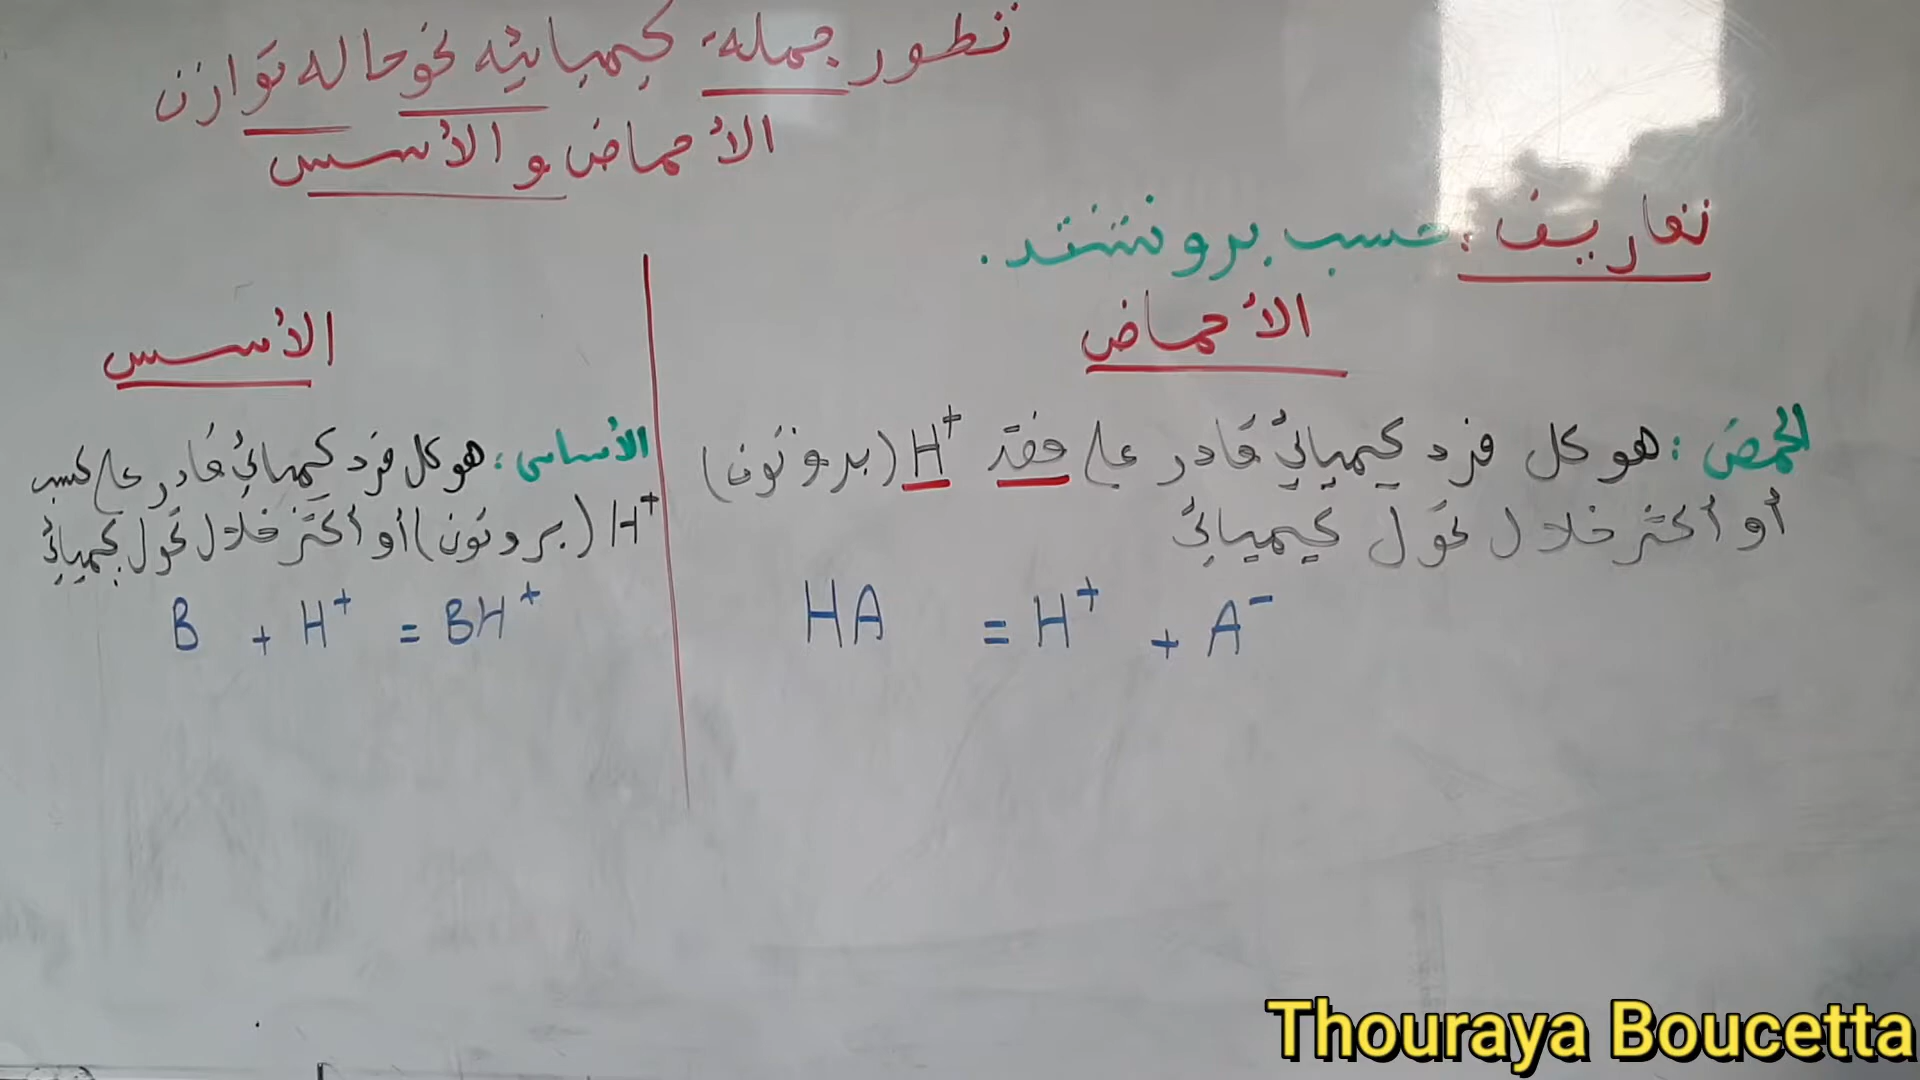 تطور جملة كيميائية نحو حالة توازن
الأحماض و الأسس
تعاريف: حسب برونشتد.
الأحماض
الحمض: هو كل فرد كيميائي قادر على فقد H⁺ (بروتون)
أو أكثر خلال تحول كيميائي
HA = H⁺ + A⁻
الأسس
الأساس: هو كل فرد كيميائي قادر على كسب
H⁺ (بروتون) أو أكثر خلال تحول كيميائي
B + H⁺ = BH⁺
Thouraya Boucetta